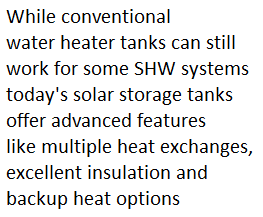 While conventional
water heater tanks can still
work for some SHW systems
today's solar storage tanks
offer advanced features
like multiple heat exchanges,
excellent insulation and
backup heat options